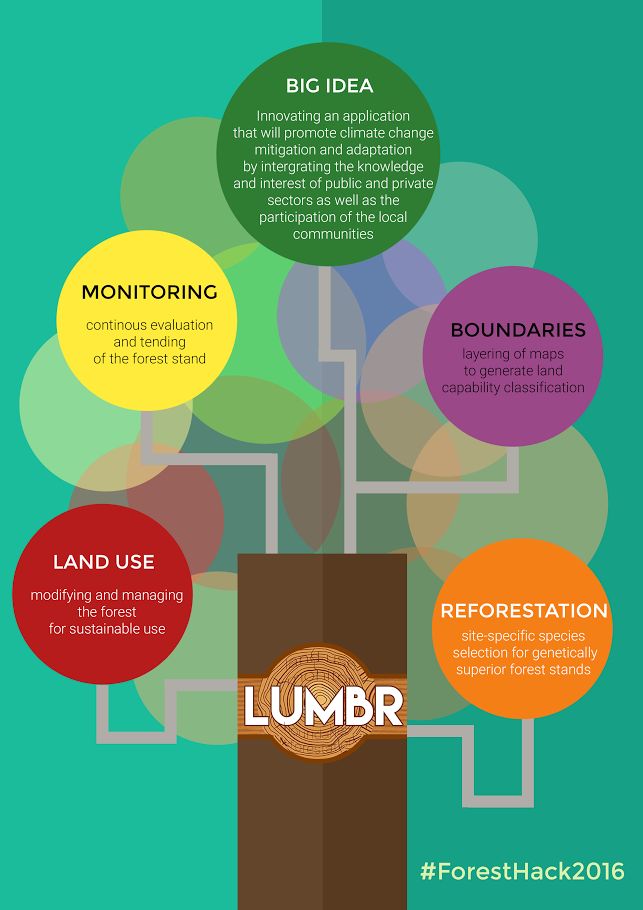 BIG IDEA
Innovating an application
that will promote climate change
mitigation and adaptation
by intergrating the knowledge
and interest of public and private
sectors as well as the
participation of the local
communities
MONITORING
continous evaluation
and tending
of the forest stand
BOUNDARIES
layering of maps
to generate land
capability classification
LAND USE
modifying and managing
the forest
for sustainable use
REFORESTATION
site-specific species
selection for genetically
superior forest stands
LUMBR
#ForestHack2016